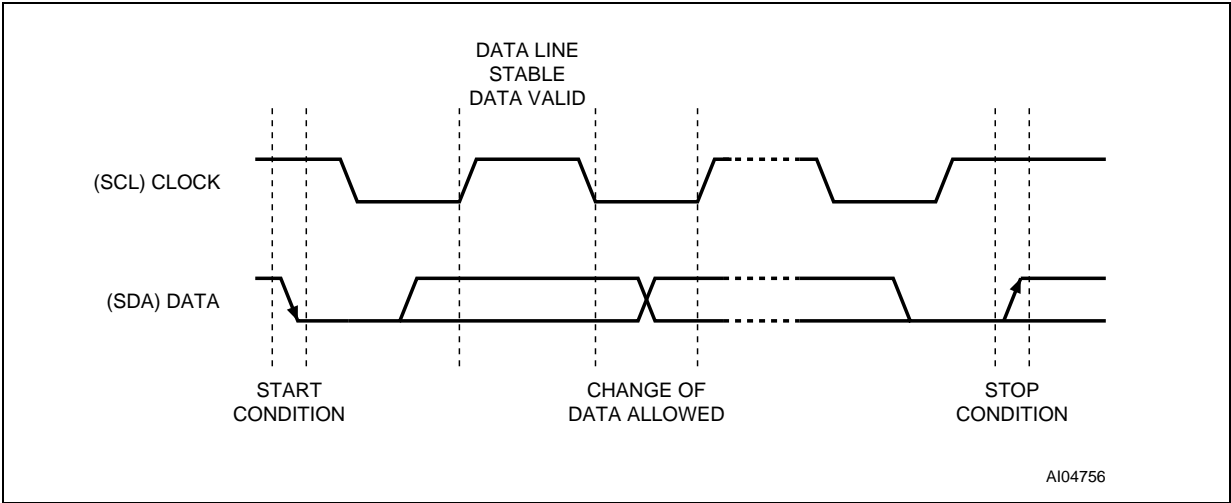 DATA LINE
STABLE
DATA VALID
(SCL) CLOCK
(SDA) DATA
START
CONDITION
CHANGE OF
DATA ALLOWED
STOP
CONDITION
AI04756